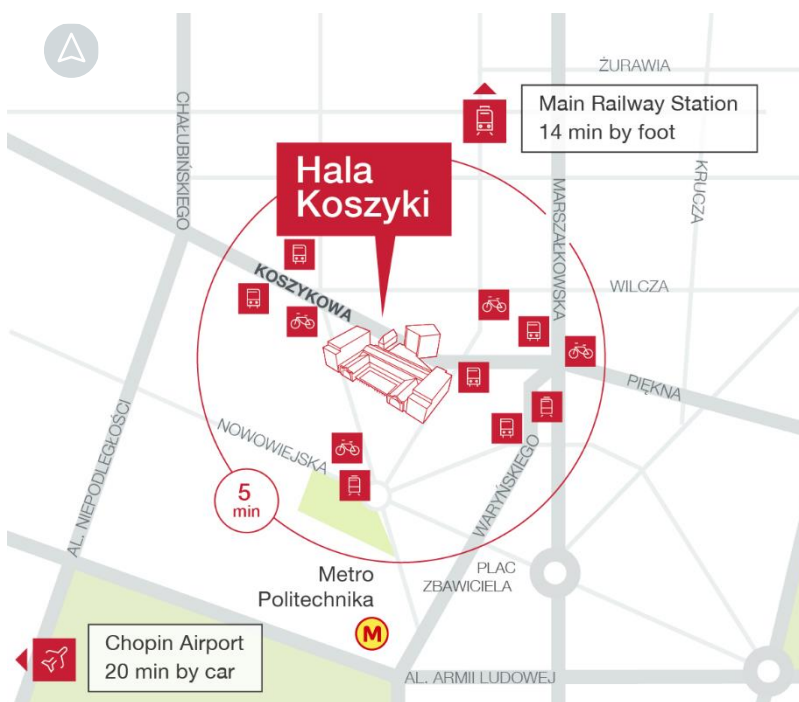 ŻURAWIA
Main Railway Station
14 min by foot
CHAŁUBIŃSKIEGO
KRUCZA
MARSZAŁKOWSKA
Hala
Koszyki
KOSZYKOWA
WILCZA
PIĘKNA
NOWOWIEJSKA
AL. NIEPODLEGŁOŚCI
WARYŃSKIEGO
5
min
PLAC
ZBAWICIELA
Metro
Politechnika
M
Chopin Airport
20 min by car
AL. ARMII LUDOWEJ